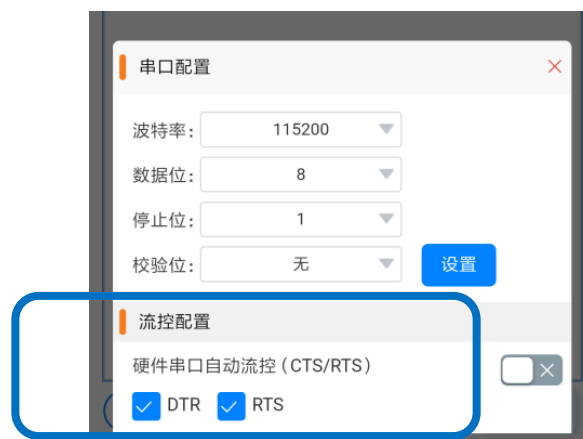 串口配置
波特率: 115200
数据位: 8
停止位: 1
校验位: 无 设置
流控配置
硬件串口自动流控 (CTS/RTS)
DTR RTS